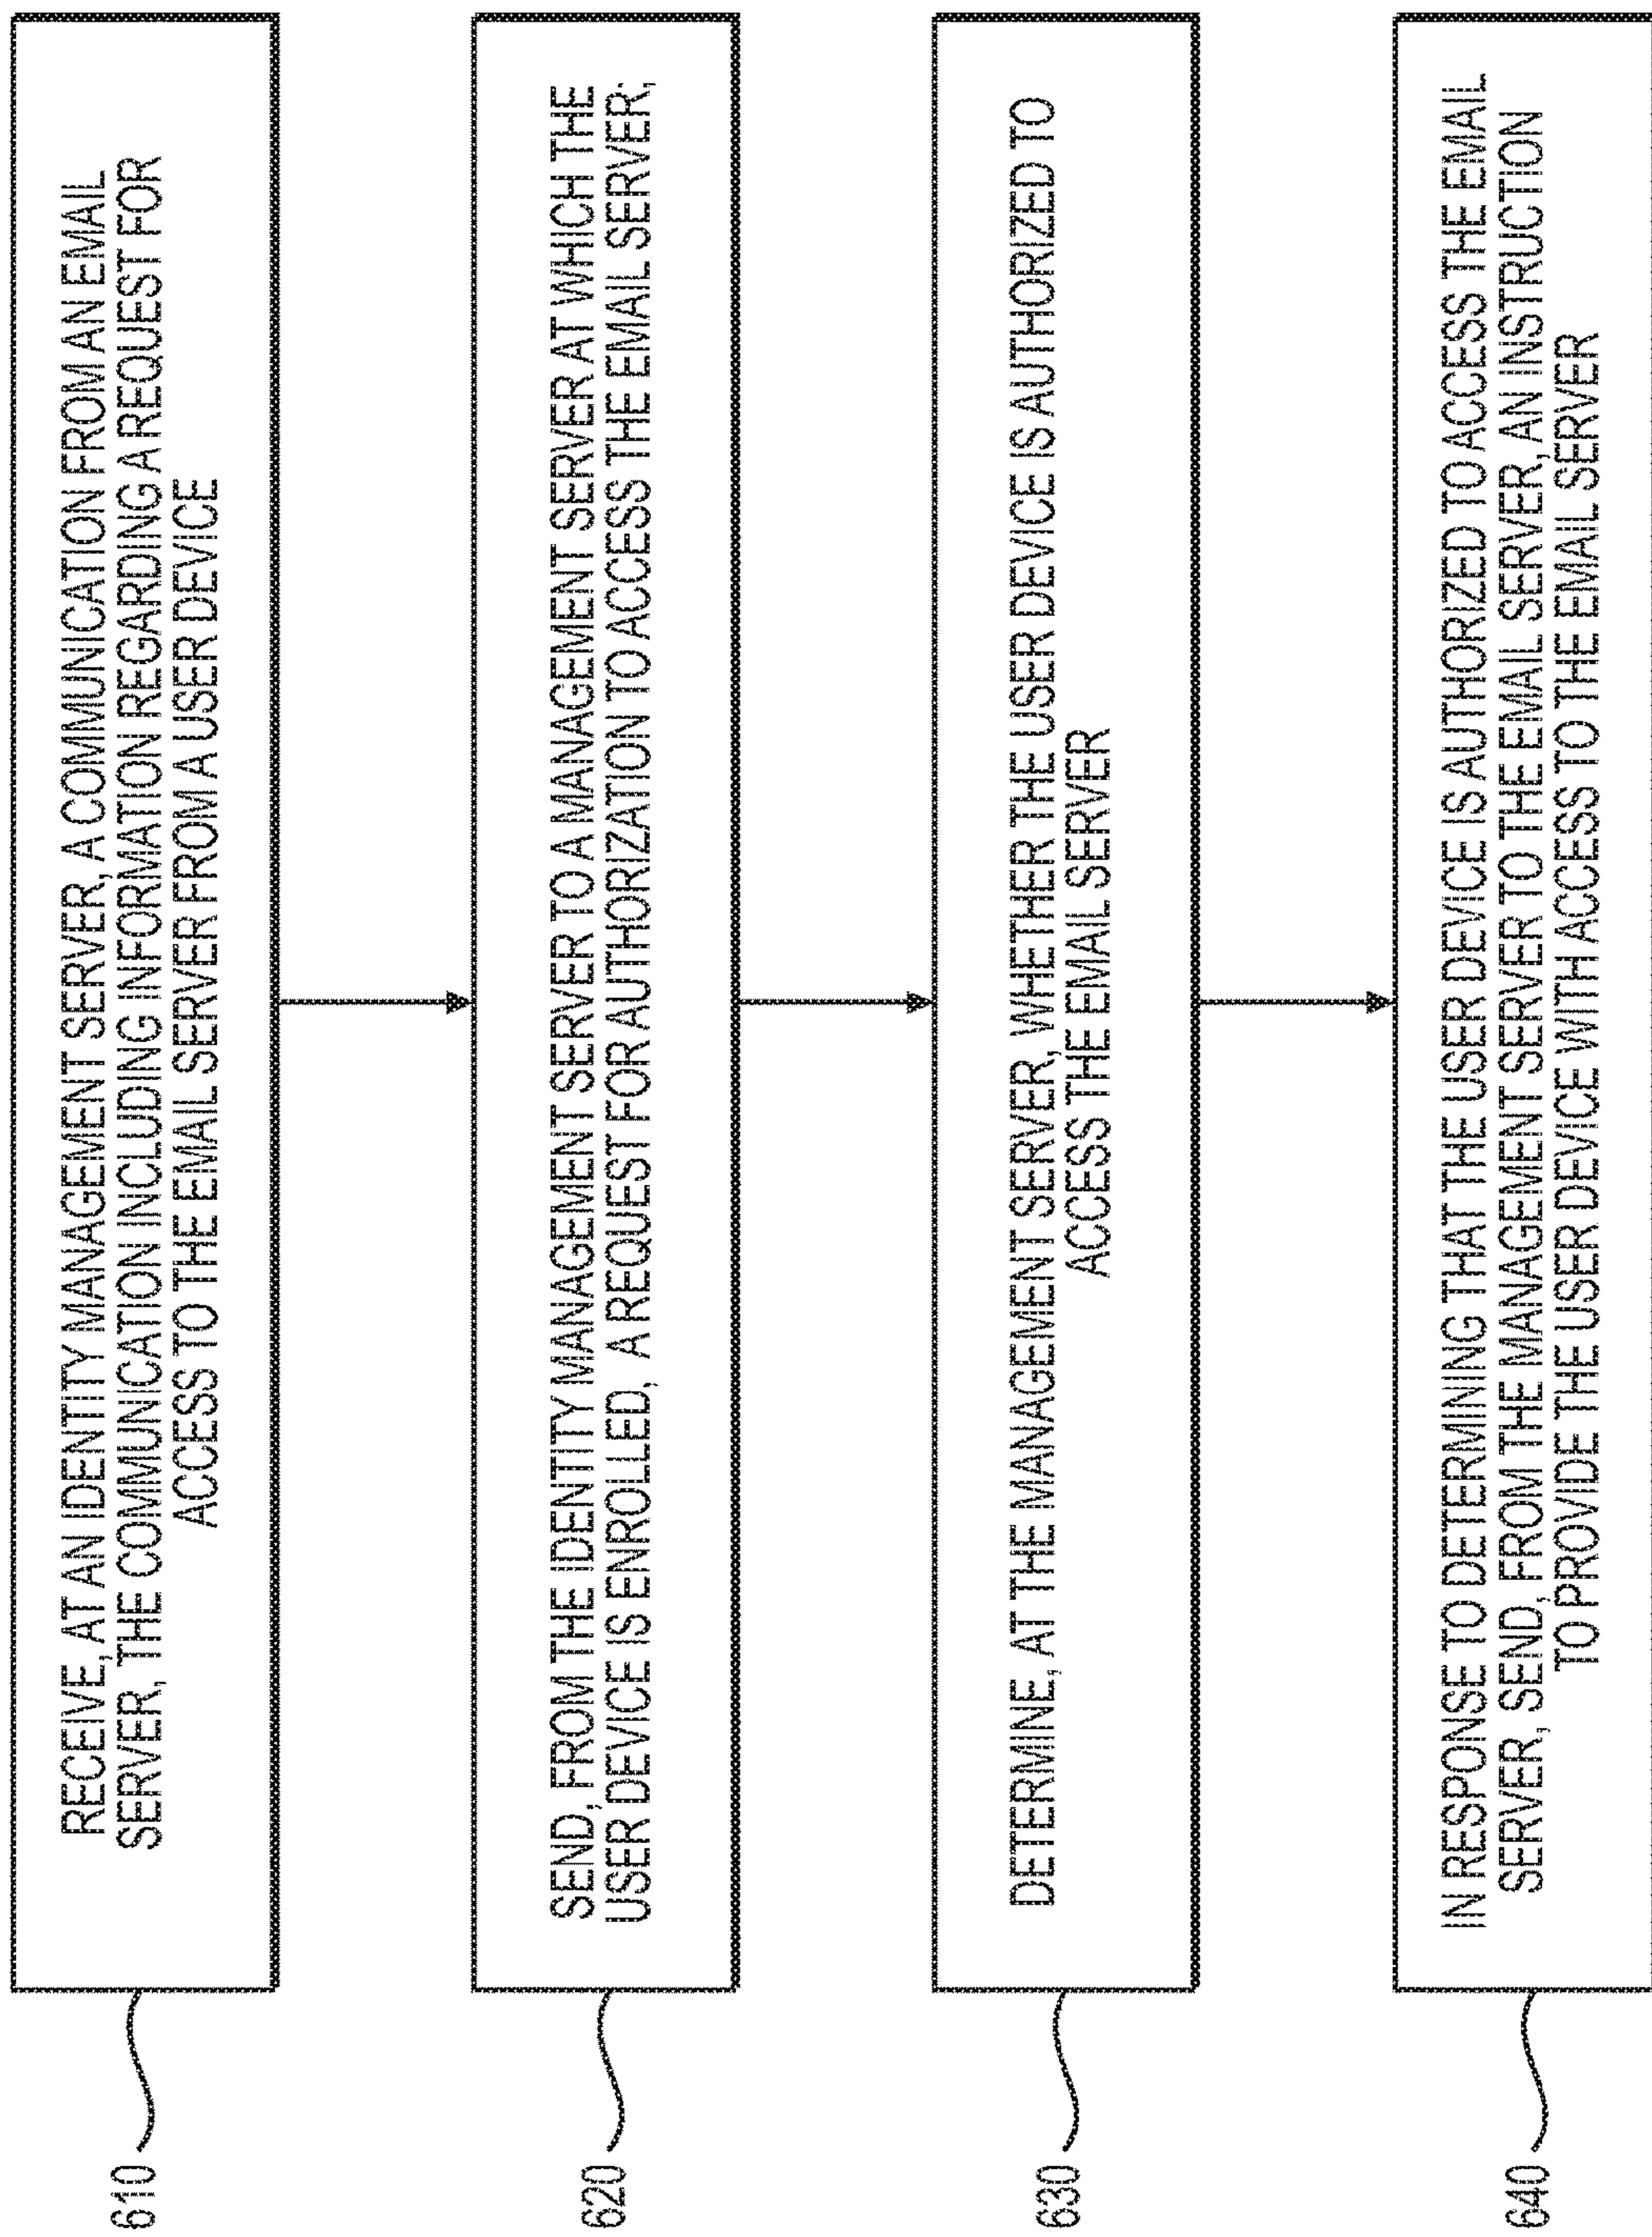 610
RECEIVE, AT AN IDENTITY MANAGEMENT SERVER, A COMMUNICATION FROM AN EMAIL
SERVER, THE COMMUNICATION INCLUDING INFORMATION REGARDING A REQUEST FOR
ACCESS TO THE EMAIL SERVER FROM A USER DEVICE
620
SEND, FROM THE IDENTITY MANAGEMENT SERVER TO A MANAGEMENT SERVER AT WHICH THE
USER DEVICE IS ENROLLED, A REQUEST FOR AUTHORIZATION TO ACCESS THE EMAIL SERVER;
630
DETERMINE, AT THE MANAGEMENT SERVER, WHETHER THE USER DEVICE IS AUTHORIZED TO
ACCESS THE EMAIL SERVER
640
IN RESPONSE TO DETERMINING THAT THE USER DEVICE IS AUTHORIZED TO ACCESS THE EMAIL
SERVER, SEND, FROM THE MANAGEMENT SERVER TO THE EMAIL SERVER, AN INSTRUCTION
TO PROVIDE THE USER DEVICE WITH ACCESS TO THE EMAIL SERVER